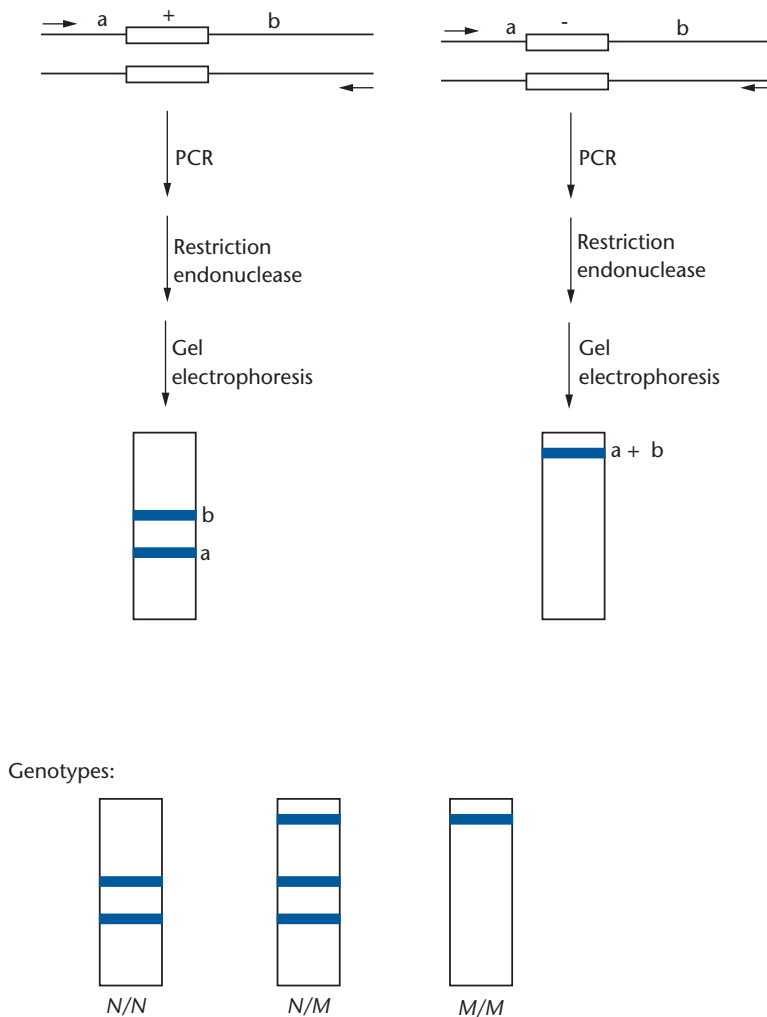 a + b
a - b
PCR
PCR
Restriction
endonuclease
Restriction
endonuclease
Gel
electrophoresis
Gel
electrophoresis
b
a
a + b
Genotypes:
N/N N/M M/M